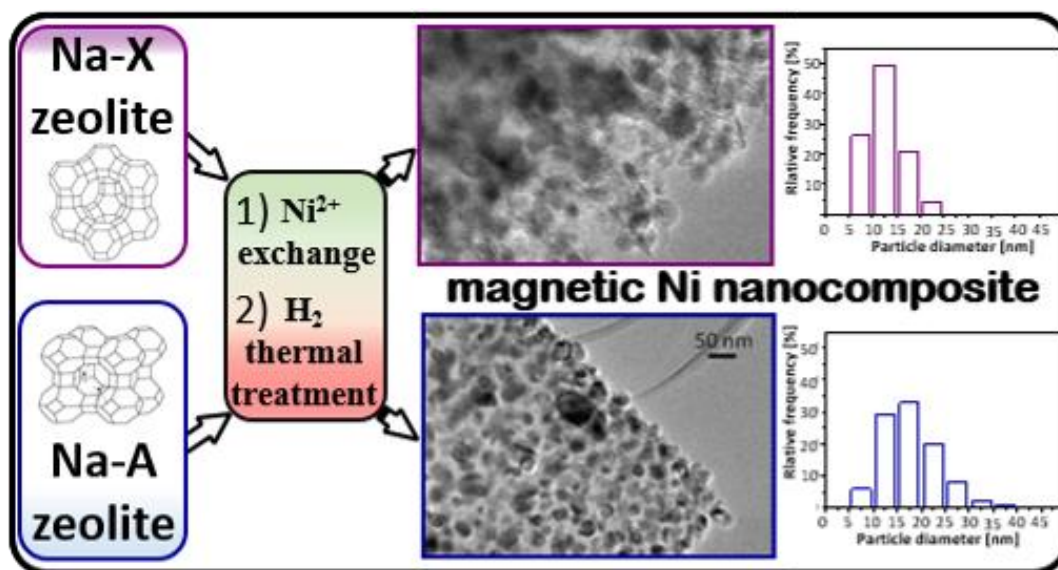 Na-X
zeolite
1) Ni²⁺
exchange
2) H₂
thermal
treatment
Na-A
zeolite
magnetic Ni nanocomposite
50 nm
Rlative frequency [%]
50
40
30
20
10
0 5 10 15 20 25 30 35 40 45
Particle diameter [nm]
Rlative frequency [%]
50
40
30
20
10
0 5 10 15 20 25 30 35 40 45
Particle diameter [nm]